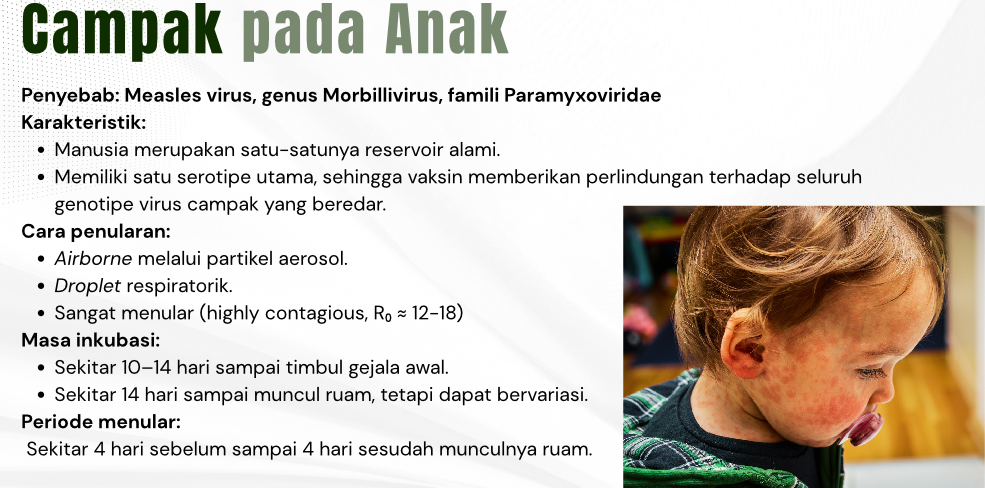 Campak pada Anak
Penyebab: Measles virus, genus Morbillivirus, famili Paramyxoviridae
Karakteristik:
• Manusia merupakan satu-satunya reservoir alami.
• Memiliki satu serotipe utama, sehingga vaksin memberikan perlindungan terhadap seluruh
genotipe virus campak yang beredar.
Cara penularan:
• Airborne melalui partikel aerosol.
• Droplet respiratorik.
• Sangat menular (highly contagious, R₀ ≈ 12-18)
Masa inkubasi:
• Sekitar 10–14 hari sampai timbul gejala awal.
• Sekitar 14 hari sampai muncul ruam, tetapi dapat bervariasi.
Periode menular:
Sekitar 4 hari sebelum sampai 4 hari sesudah munculnya ruam.